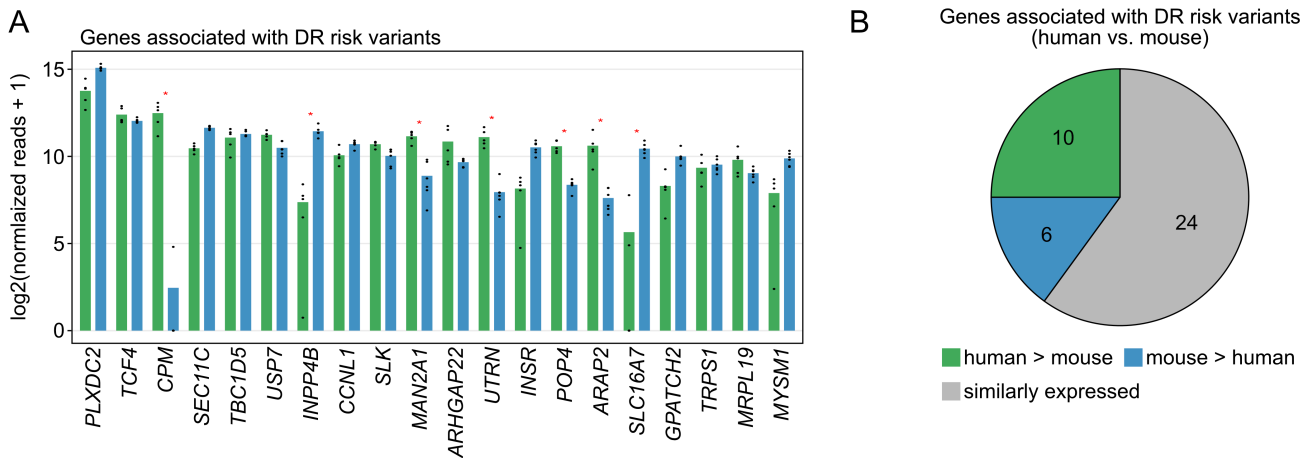 A
Genes associated with DR risk variants
log2(normlaized reads + 1)
15
10
5
0
*
*
*
*
*
*
*
PLXDC2
TCF4
CPM
SEC11C
TBC1D5
USP7
INPP4B
CCNL1
SLK
MAN2A1
ARHGAP22
UTRN
INSR
POP4
ARAP2
SLC16A7
GPATCH2
TRPS1
MRPL19
MYSM1
B
Genes associated with DR risk variants
(human vs. mouse)
10
6
24
human > mouse
mouse > human
similarly expressed